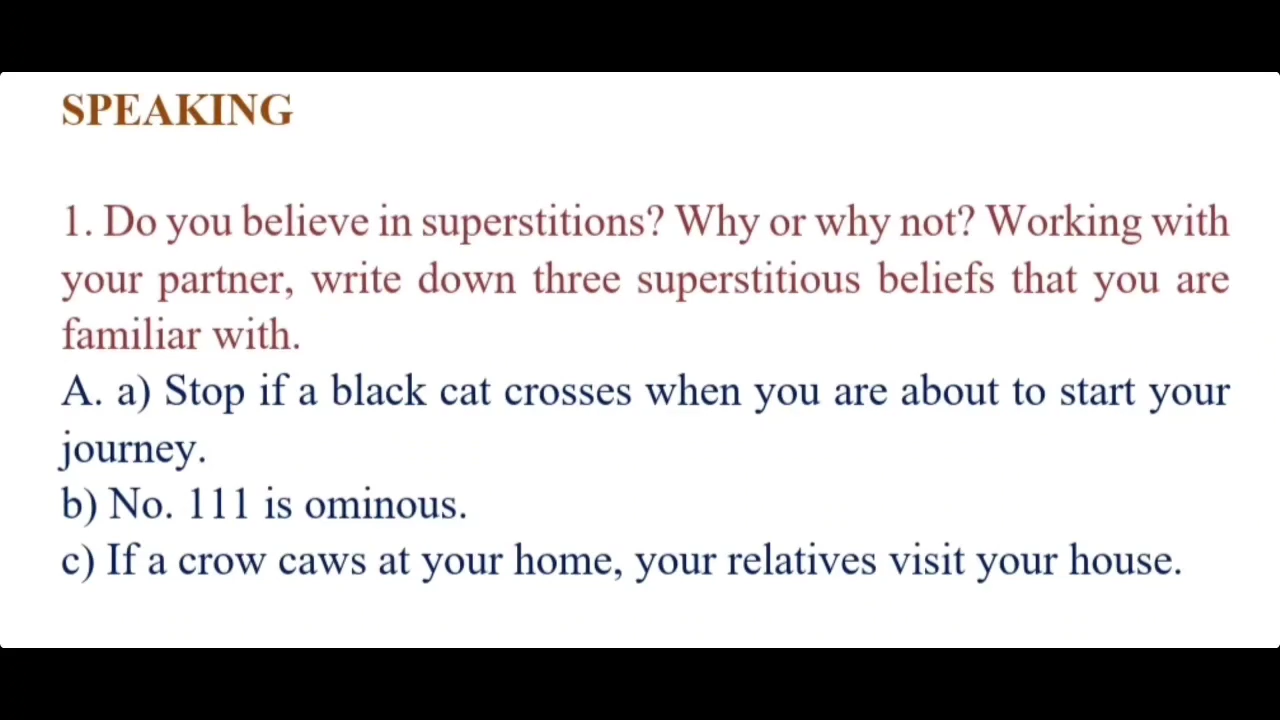 SPEAKING
1. Do you believe in superstitions? Why or why not? Working with
your partner, write down three superstitious beliefs that you are
familiar with.
A. a) Stop if a black cat crosses when you are about to start your
journey.
b) No. 111 is ominous.
c) If a crow caws at your home, your relatives visit your house.